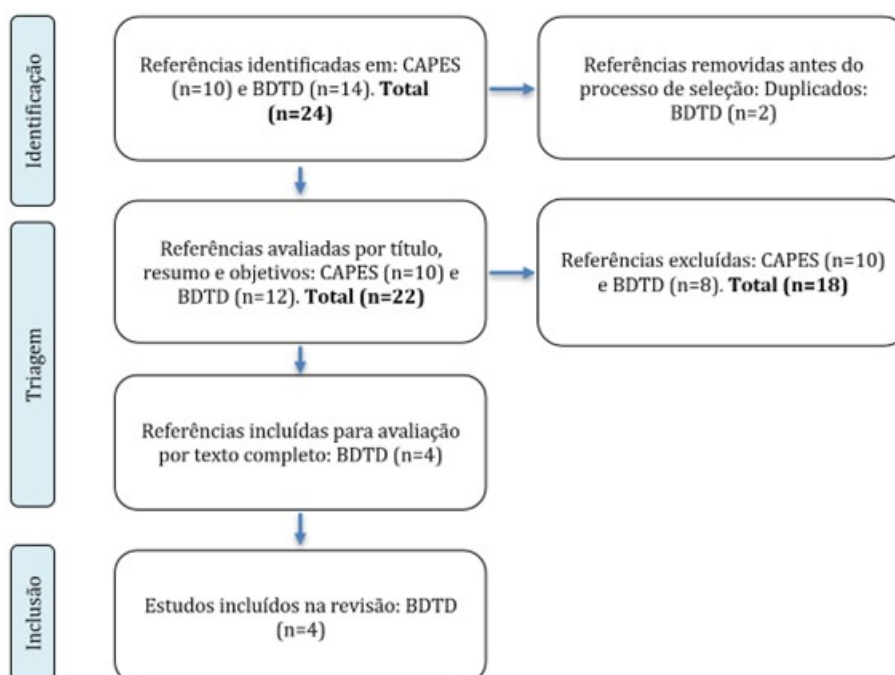 Identificação
Referências identificadas em: CAPES
(n=10) e BDTD (n=14). Total
(n=24)
Referências removidas antes do
processo de seleção: Duplicados:
BDTD (n=2)
Triagem
Referências avaliadas por título,
resumo e objetivos: CAPES (n=10) e
BDTD (n=12). Total (n=22)
Referências excluídas: CAPES (n=10)
e BDTD (n=8). Total (n=18)
Referências incluídas para avaliação
por texto completo: BDTD (n=4)
Inclusão
Estudos incluídos na revisão: BDTD
(n=4)